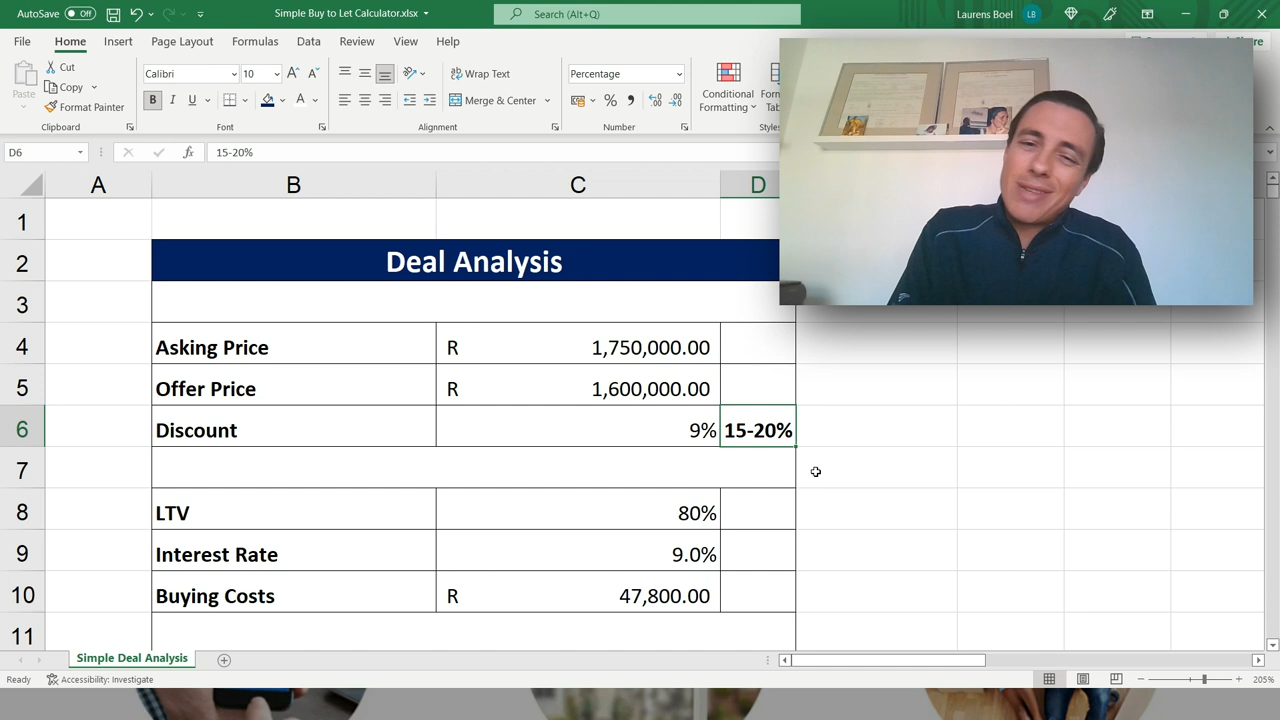 AutoSave Off Simple Buy to Let Calculator.xlsx Search (Alt+Q) Laurens Boel LB
File Home Insert Page Layout Formulas Data Review View Help
Paste Cut Copy Format Painter
Clipboard
Calibri 10
B I U
Font
Wrap Text
Merge & Center
Alignment
Percentage
Number
Conditional Formatting
Styles
D6 15-20%
A B C D
1
2 Deal Analysis
3
4 Asking Price R 1,750,000.00
5 Offer Price R 1,600,000.00
6 Discount 9% 15-20%
7
8 LTV 80%
9 Interest Rate 9.0%
10 Buying Costs R 47,800.00
11
Simple Deal Analysis
Ready Accessibility: Investigate 205%